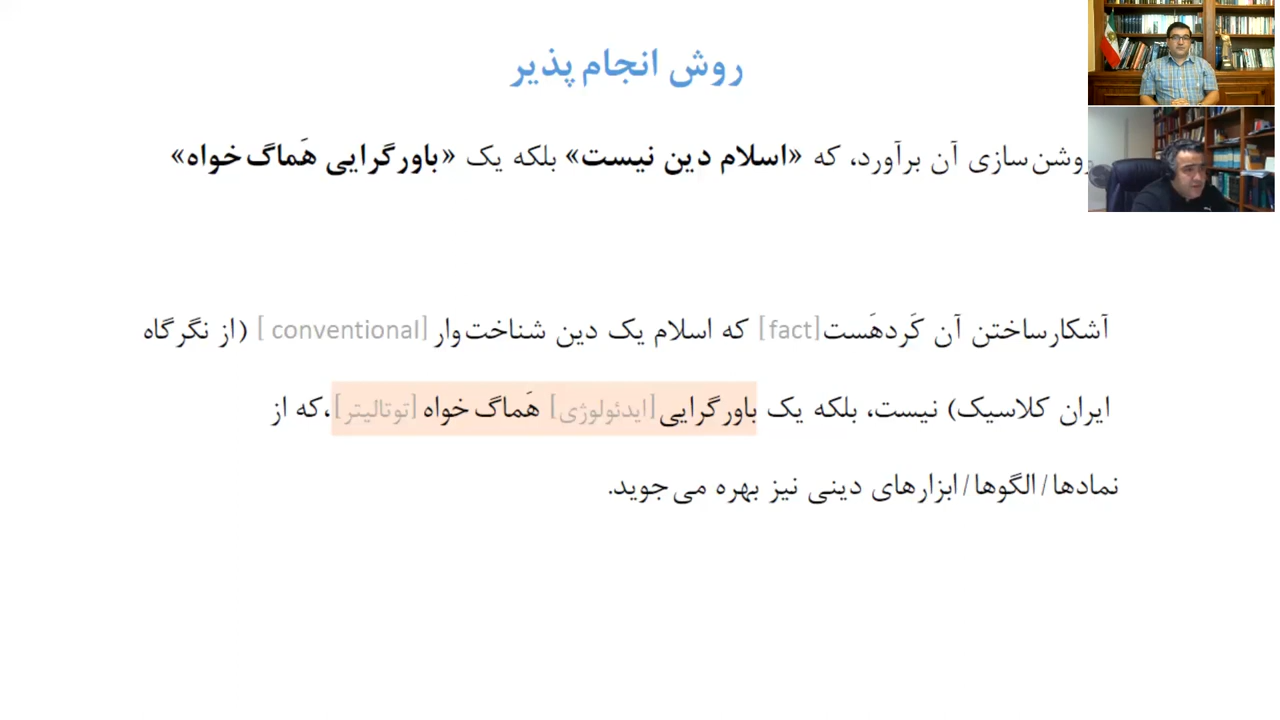 روش انجام پذیر
روشن‌سازی آن برآورد، که «اسلام دین نیست» بلکه یک «باورگرایی هَماگ‌خواه»
آشکارساختن آن کَردهَست[fact] که اسلام یک دین شناخت‌وار [conventional ] (از نگرگاه
ایران کلاسیک) نیست، بلکه یک باورگرایی[ایدئولوژی] هَماگ‌خواه [توتالیتر]،که از
نمادها/الگوها/ابزارهای دینی نیز بهره می‌جوید.